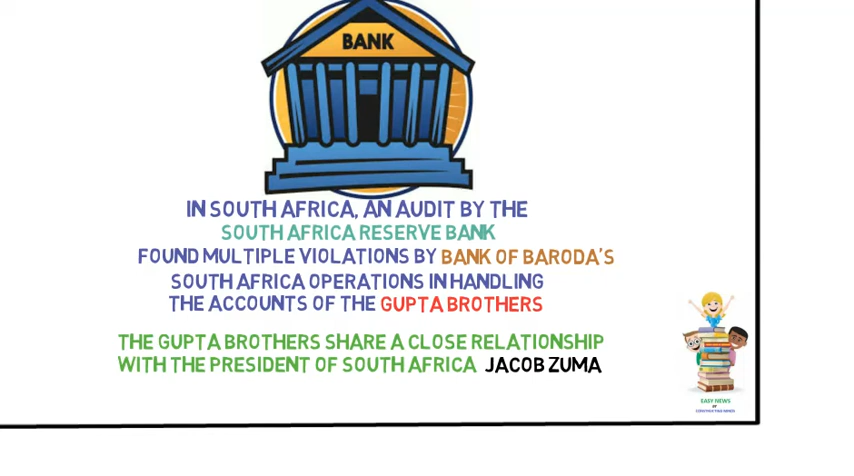 BANK
IN SOUTH AFRICA, AN AUDIT BY THE
SOUTH AFRICA RESERVE BANK
FOUND MULTIPLE VIOLATIONS BY BANK OF BARODA'S
SOUTH AFRICA OPERATIONS IN HANDLING
THE ACCOUNTS OF THE GUPTA BROTHERS
THE GUPTA BROTHERS SHARE A CLOSE RELATIONSHIP
WITH THE PRESIDENT OF SOUTH AFRICA JACOB ZUMA
EASY NEWS